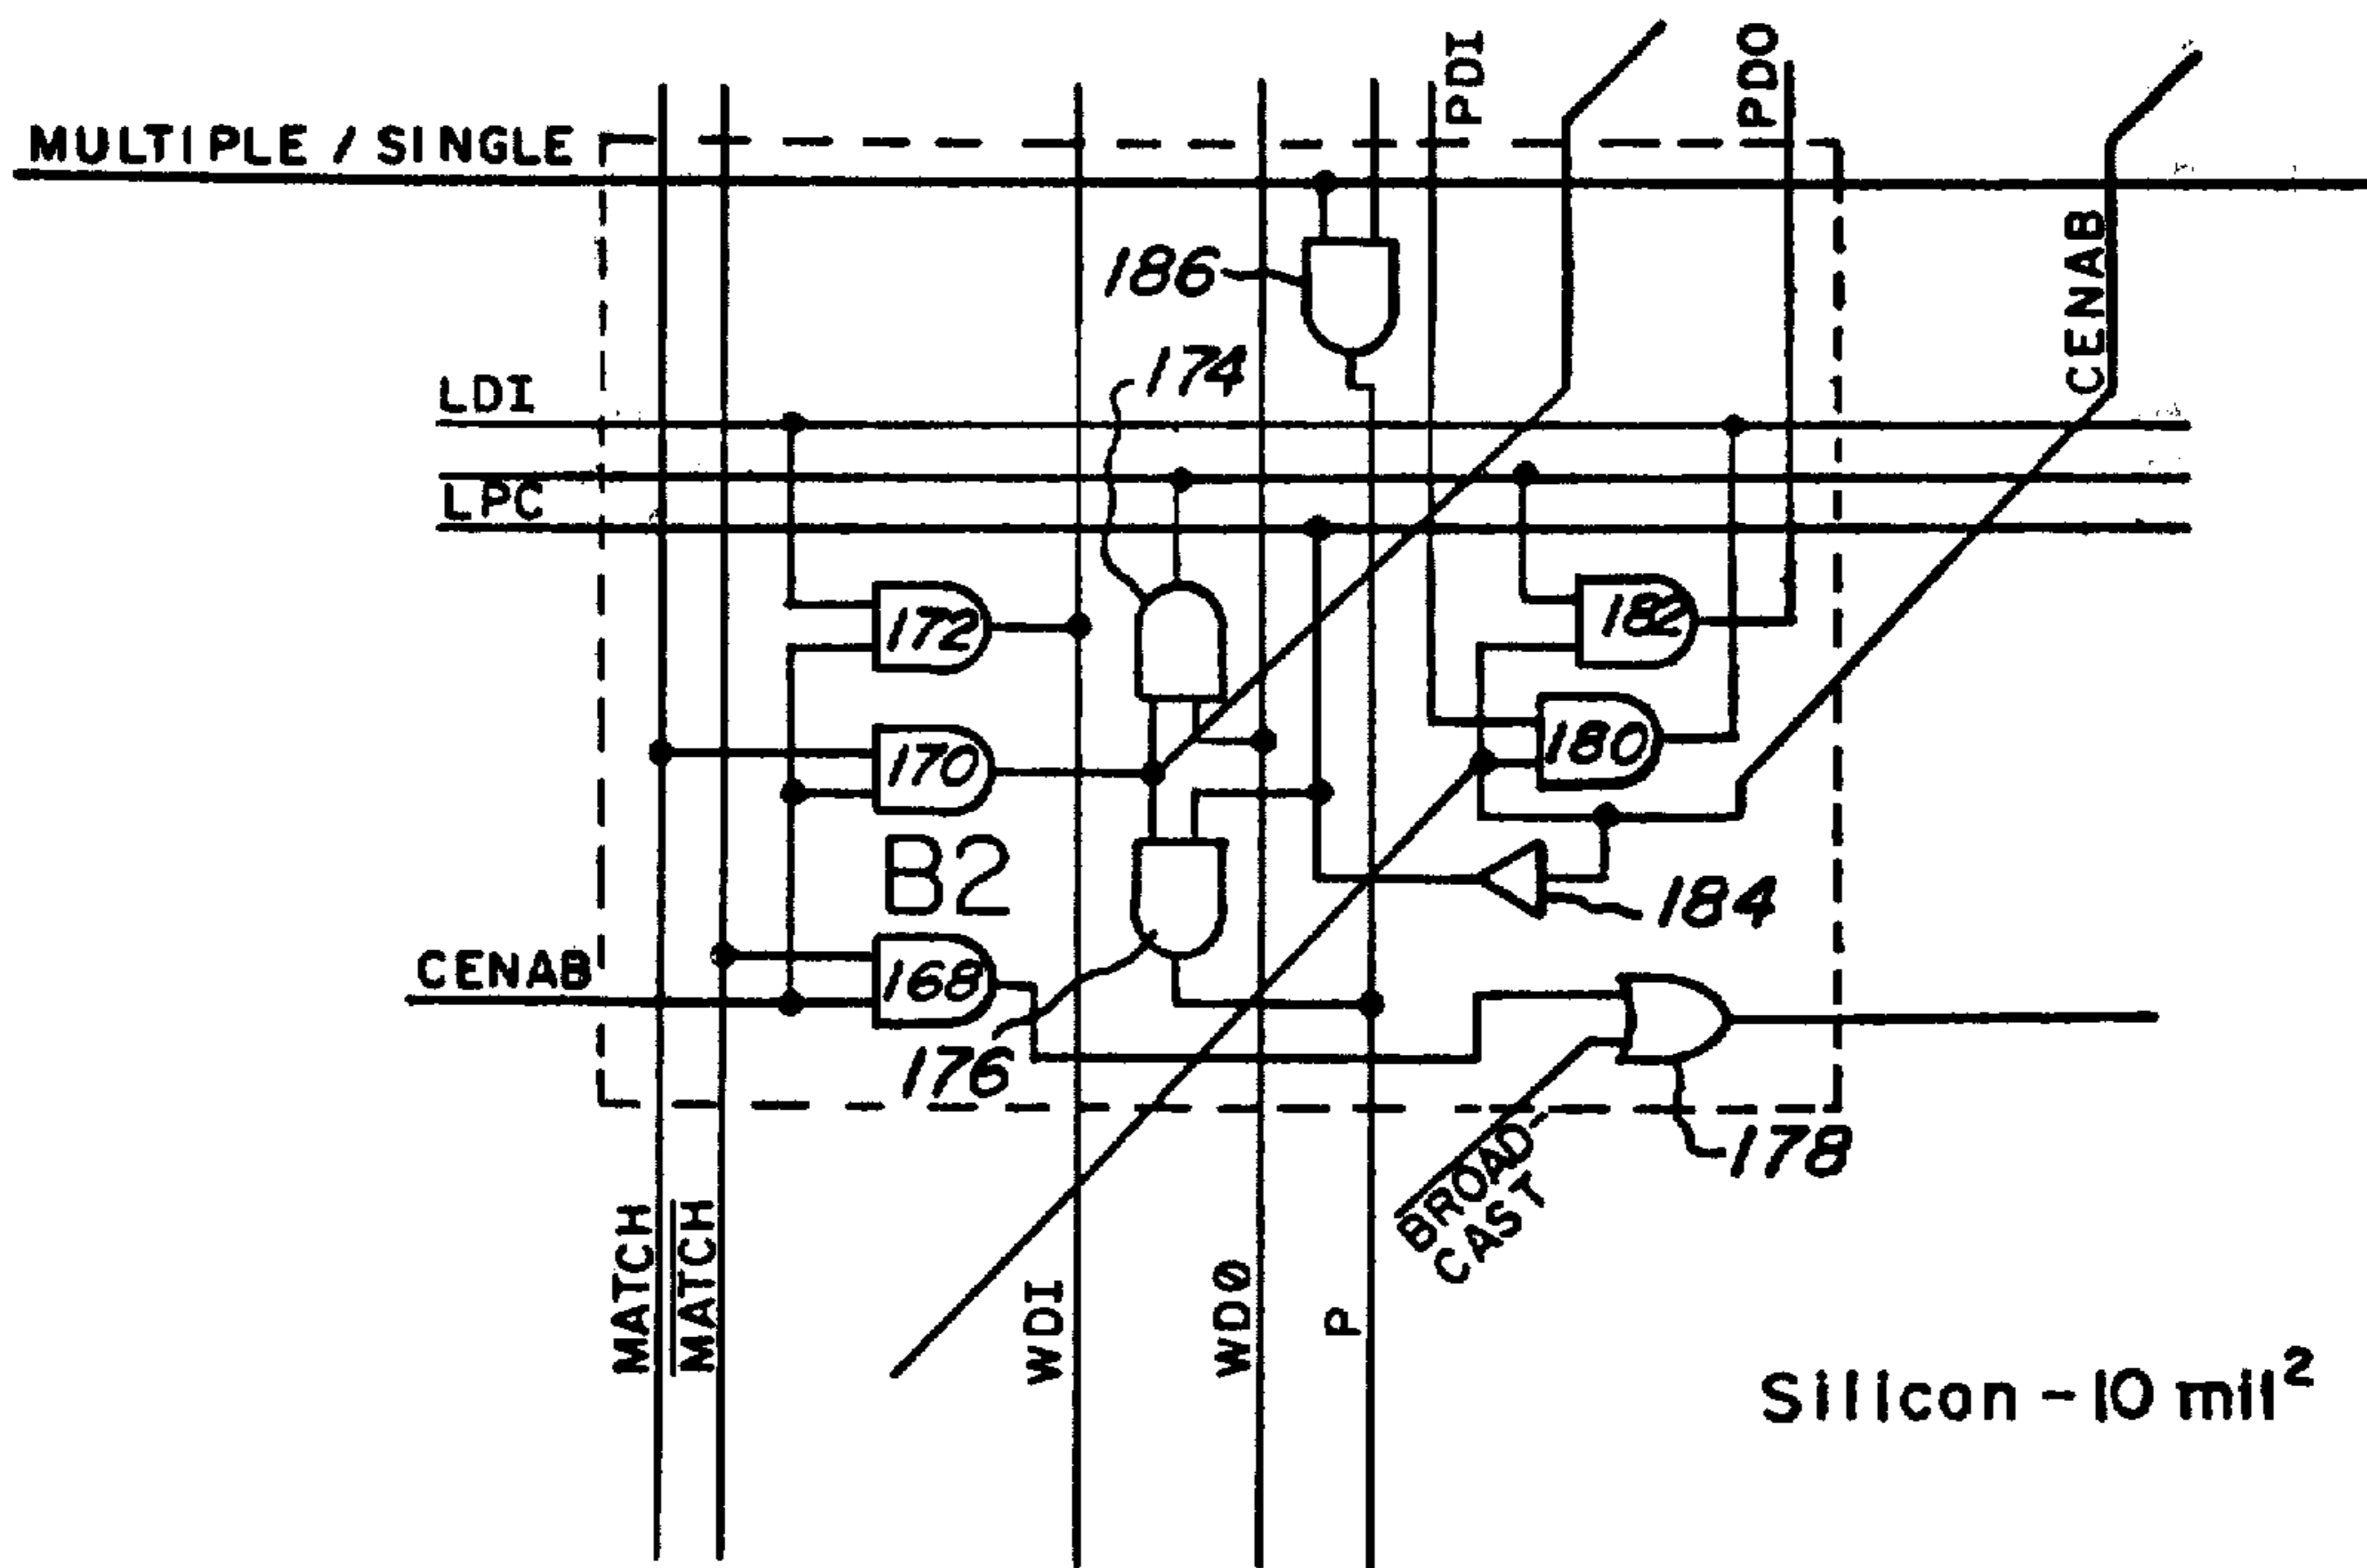 PDI
PDO
MULTIPLE / SINGLE
CENAB
186
174
LDI
LPC
172
182
170
180
B2
184
CENAB
168
176
178
BROAD-
CAST
MATCH
MATCH
WDI
WDØ
P
Silicon - 10 mil²